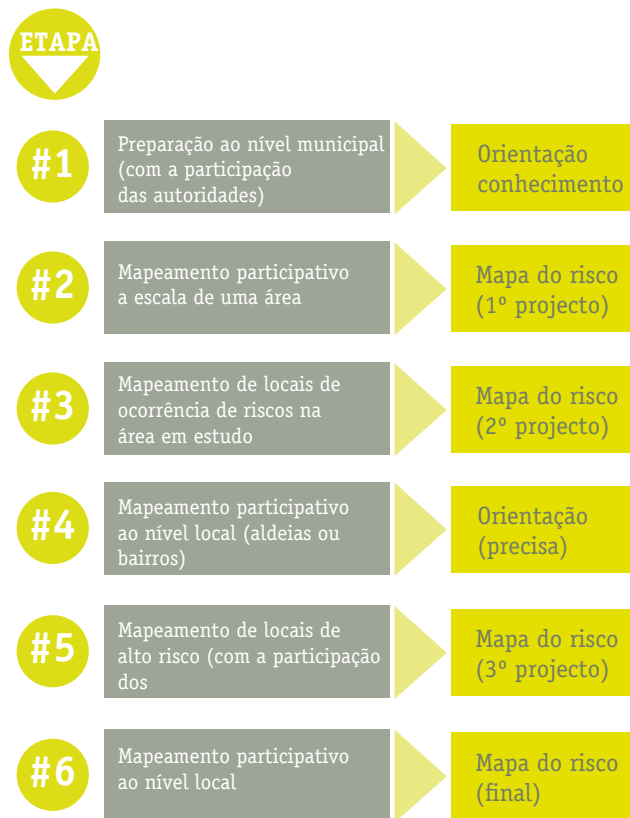 ETAPA
#1
Preparação ao nível municipal
(com a participação
das autoridades)
Orientação
conhecimento
#2
Mapeamento participativo
a escala de uma área
Mapa do risco
(1º projecto)
#3
Mapeamento de locais de
ocorrência de riscos na
área em estudo
Mapa do risco
(2º projecto)
#4
Mapeamento participativo
ao nível local (aldeias ou
bairros)
Orientação
(precisa)
#5
Mapeamento de locais de
alto risco (com a participação
dos
Mapa do risco
(3º projecto)
#6
Mapeamento participativo
ao nível local
Mapa do risco
(final)